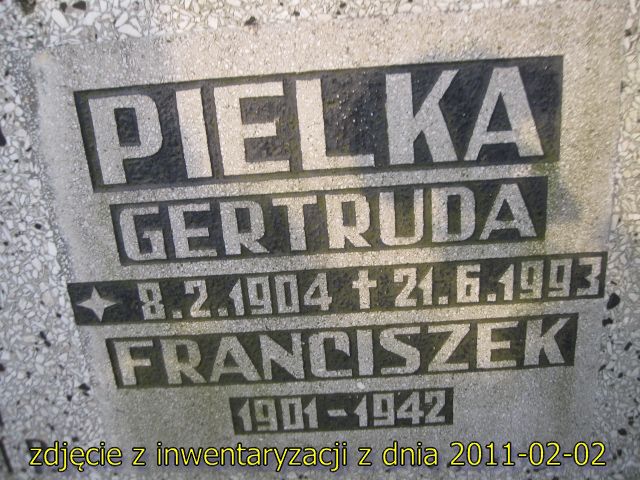 PIELKA
GERTRUDA
8.2.1904 † 21.6.1993
FRANCISZEK
1901-1942
zdjęcie z inwentaryzacji z dnia 2011-02-02